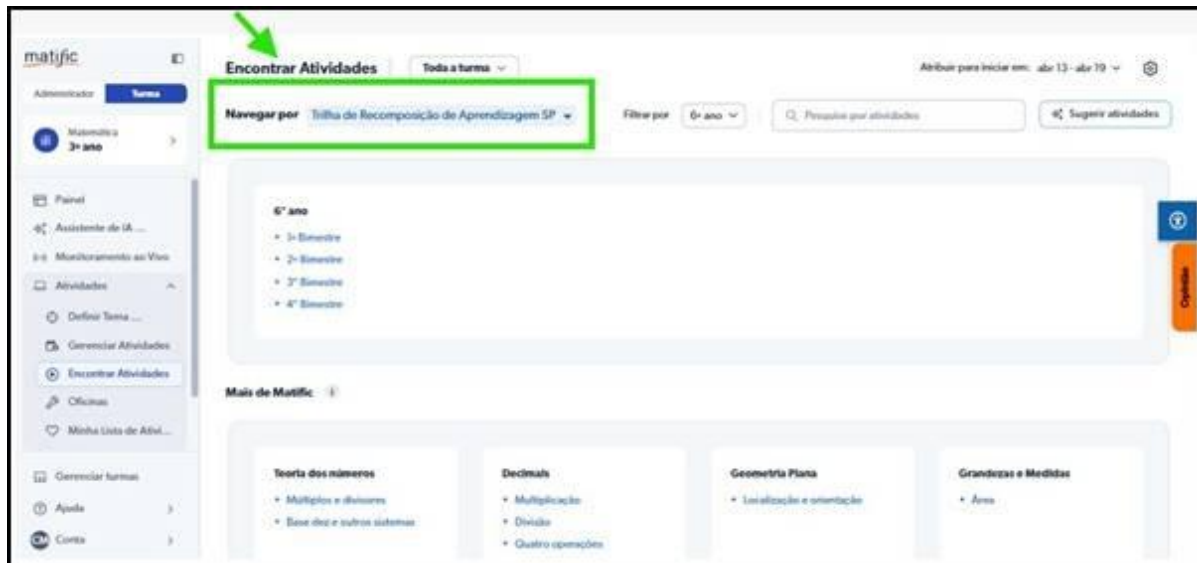 matific
Administrador Turma
Matemática
3º ano
Painel
Assistente de IA ...
Monitoramento ao Vivo
Atividades
Definir Tema ...
Gerenciar Atividades
Encontrar Atividades
Oficinas
Minha Lista de Ativi...
Gerenciar turmas
Ajuda
Conta
Encontrar Atividades Toda a turma
Atribuir para iniciar em: abr 13 - abr 19
Navegar por Trilha de Recomposição de Aprendizagem SP Filtrar por 6º ano Pesquise por atividades Sugerir atividades
6º ano
• 1º Bimestre
• 2º Bimestre
• 3º Bimestre
• 4º Bimestre
Opinião
Mais de Matific
Teoria dos números
• Múltiplos e divisores
• Base dez e outros sistemas
Decimais
• Multiplicação
• Divisão
• Quatro operações
Geometria Plana
• Localização e orientação
Grandezas e Medidas
• Área